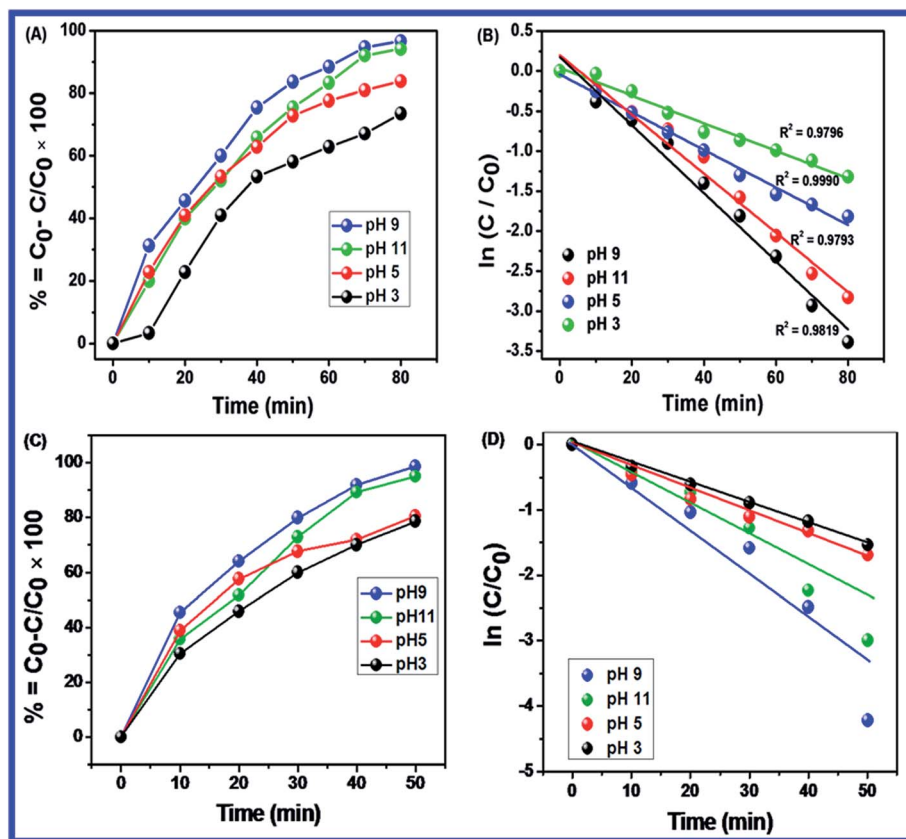 (A)
% = C₀- C/C₀ × 100
100
80
60
40
20
0
pH 9
pH 11
pH 5
pH 3
0 20 40 60 80
Time (min)
(B)
ln (C / C₀)
0.0
-0.5
-1.0
-1.5
-2.0
-2.5
-3.0
-3.5
R² = 0.9796
R² = 0.9990
R² = 0.9793
R² = 0.9819
pH 9
pH 11
pH 5
pH 3
0 20 40 60 80
Time (min)
(C)
% = C₀-C/C₀ × 100
100
80
60
40
20
0
pH9
pH11
pH5
pH3
0 10 20 30 40 50
Time (min)
(D)
ln (C/C₀)
0
-1
-2
-3
-4
-5
pH 9
pH 11
pH 5
pH 3
0 10 20 30 40 50
Time (min)